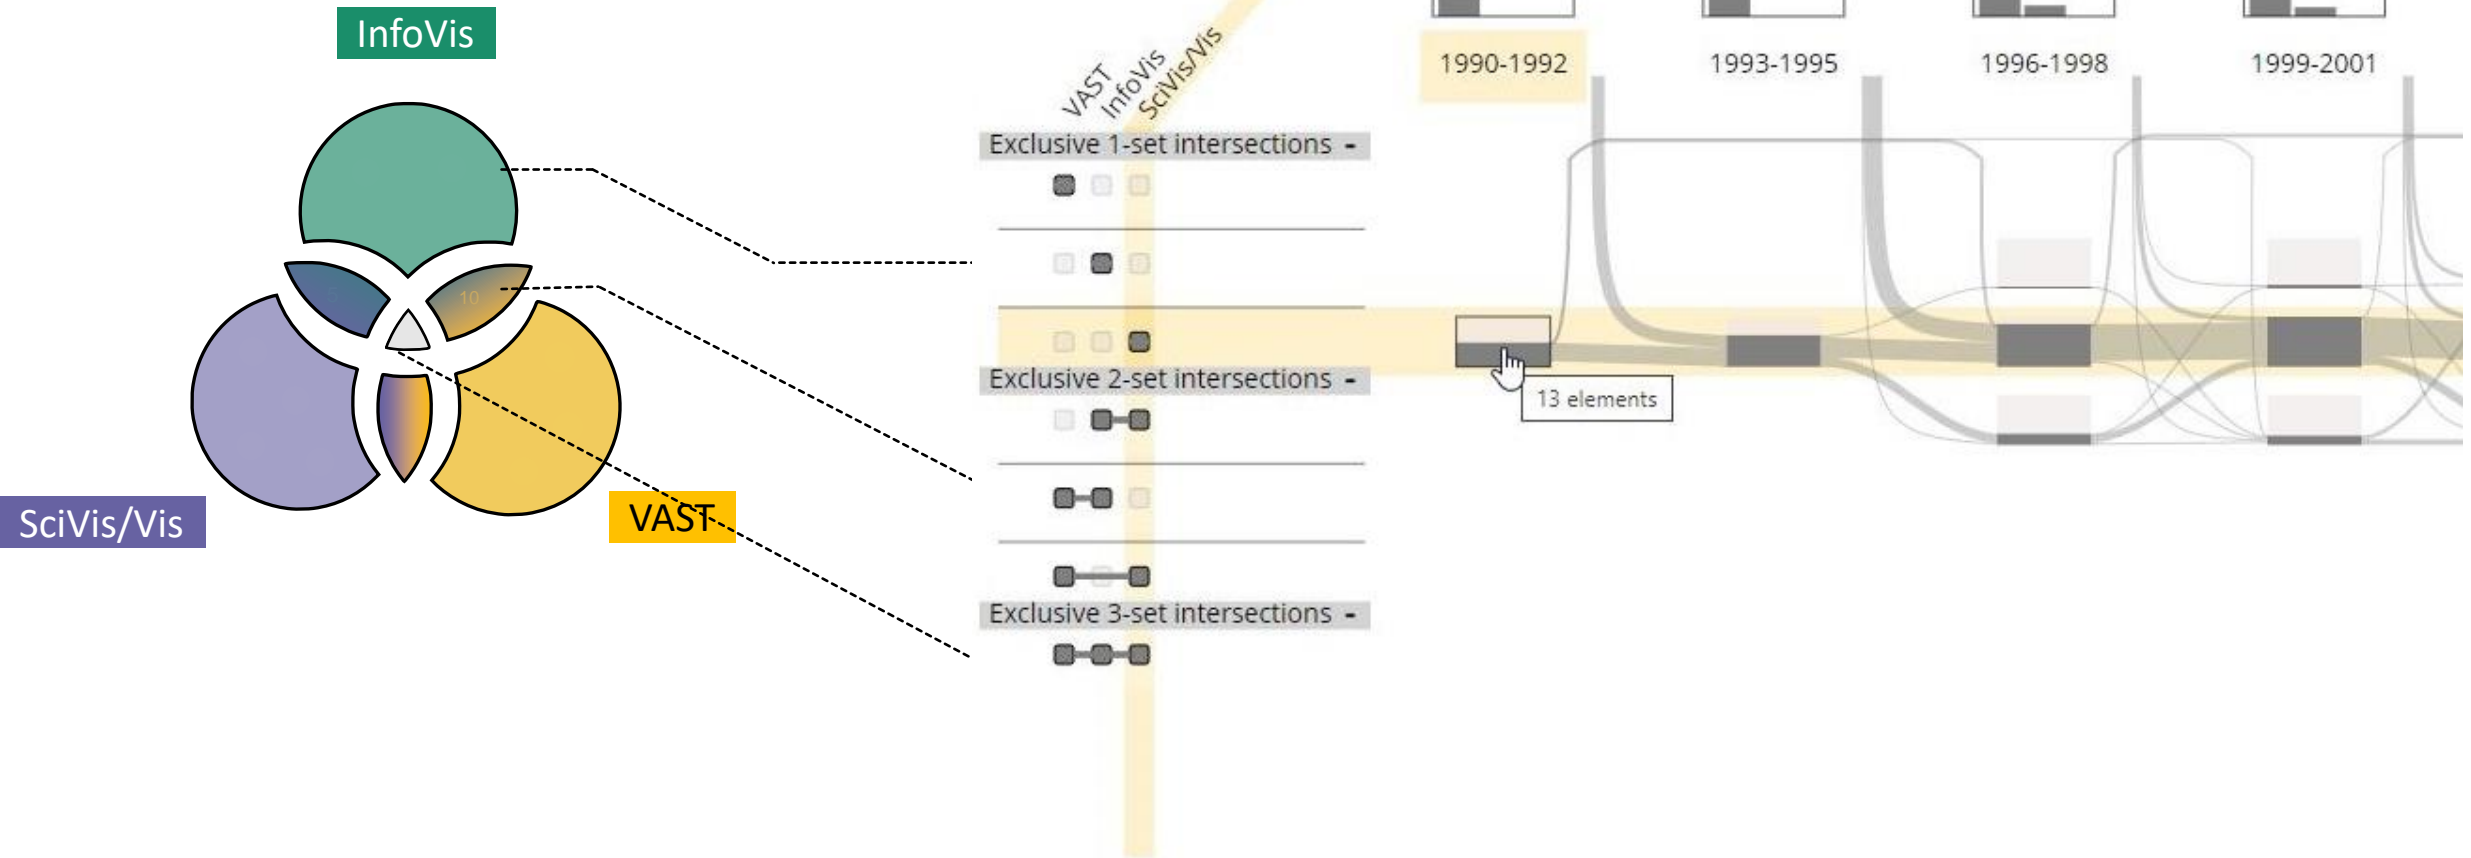 InfoVis
10
SciVis/Vis
VAST
VAST
InfoVis
SciVis/Vis
Exclusive 1-set intersections -
Exclusive 2-set intersections -
Exclusive 3-set intersections -
1990-1992
1993-1995
1996-1998
1999-2001
13 elements